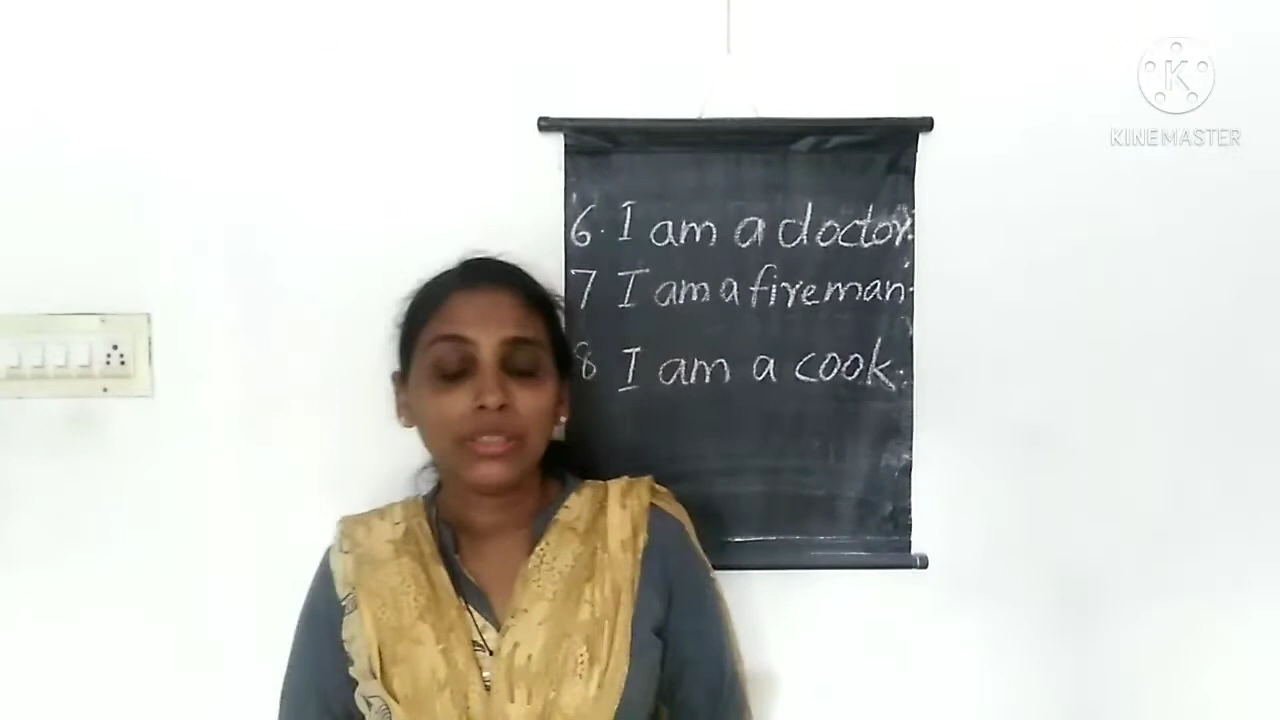 KINEMASTER
6. I am a doctor.
7 I am a fireman.
8 I am a cook.